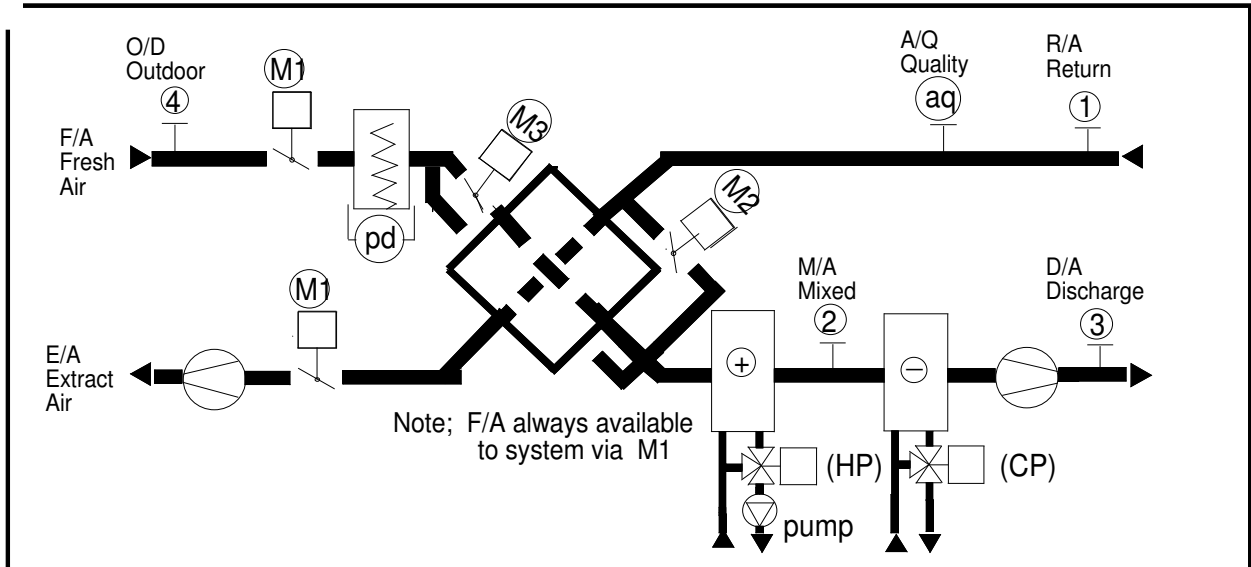 O/D
Outdoor
4
M1
M3
A/Q
Quality
aq
R/A
Return
1
F/A
Fresh
Air
pd
M2
M1
M/A
Mixed
2
D/A
Discharge
3
E/A
Extract
Air
+
−
Note; F/A always available
to system via M1
(HP)
(CP)
pump